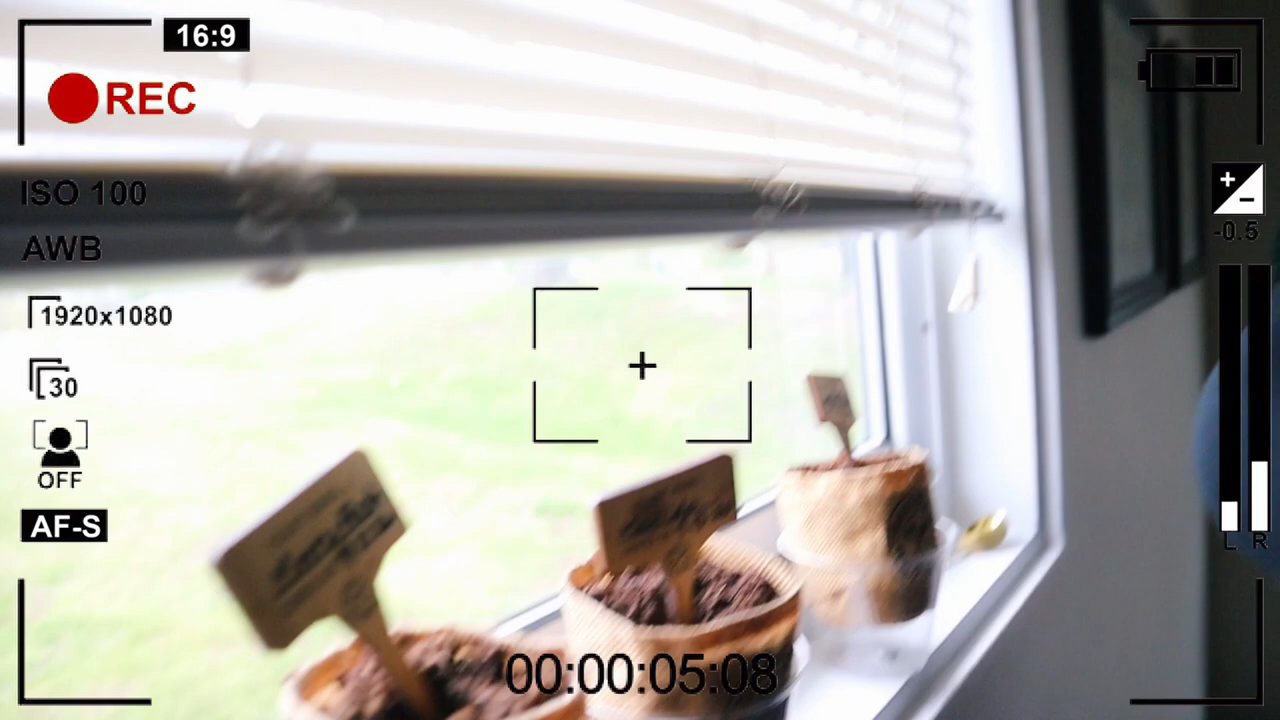 16:9
REC
ISO 100
AWB
1920x1080
30
OFF
AF-S
-0.5
L R
00:00:05:08